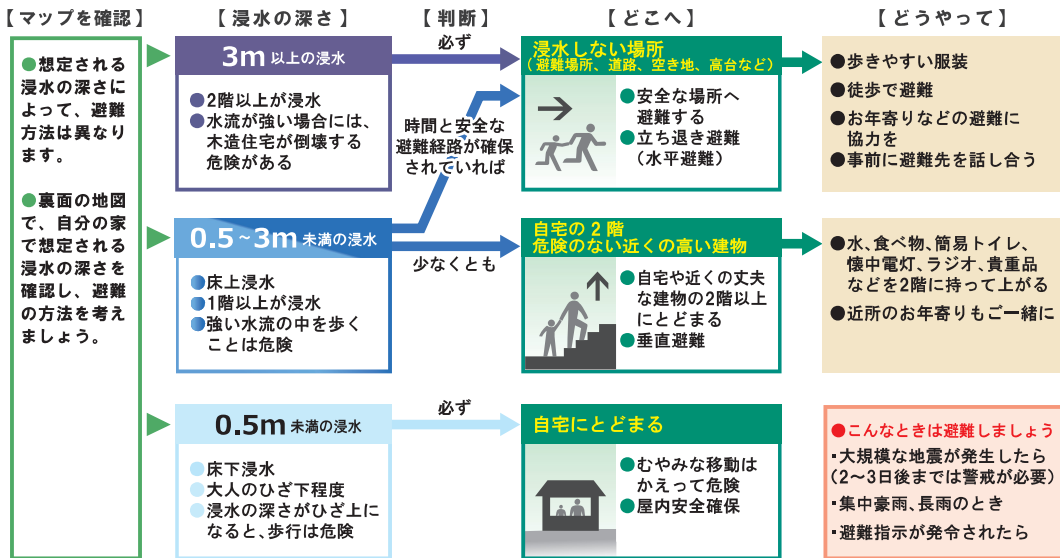 【マップを確認】
【浸水の深さ】
【判断】
【どこへ】
【どうやって】
●想定される
浸水の深さに
よって、避難
方法は異なり
ます。
●裏面の地図
で、自分の家
で想定される
浸水の深さを
確認し、避難
の方法を考え
ましょう。
3m以上の浸水
●2階以上が浸水
●水流が強い場合には、
木造住宅が倒壊する
危険がある
必ず
時間と安全な
避難経路が確保
されていれば
浸水しない場所
（避難場所、道路、空き地、高台など）
●安全な場所へ
避難する
●立ち退き避難
（水平避難）
●歩きやすい服装
●徒歩で避難
●お年寄りなどの避難に
協力を
●事前に避難先を話し合う
0.5~3m未満の浸水
●床上浸水
●1階以上が浸水
●強い水流の中を歩く
ことは危険
少なくとも
自宅の2階
危険のない近くの高い建物
●自宅や近くの丈夫
な建物の2階以上
にとどまる
●垂直避難
●水、食べ物、簡易トイレ、
懐中電灯、ラジオ、貴重品
などを2階に持って上がる
●近所のお年寄りもご一緒に
0.5m未満の浸水
●床下浸水
●大人のひざ下程度
●浸水の深さがひざ上に
なると、歩行は危険
必ず
自宅にとどまる
●むやみな移動は
かえって危険
●屋内安全確保
●こんなときは避難しましょう
・大規模な地震が発生したら
（2〜3日後までは警戒が必要）
・集中豪雨、長雨のとき
・避難指示が発令されたら